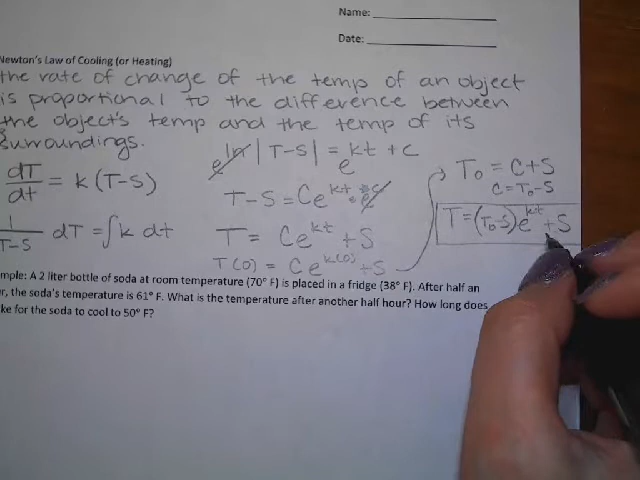 Name:
Date:
Newton's Law of Cooling (or Heating)
the rate of change of the temp of an object
is proportional to the difference between
the object's temp and the temp of its
surroundings.
dT/dt = k(T-S)
1/(T-S) dT = ∫k dt
e^ln|T-S| = e^kt+c
T-S = Ce^kt
T = Ce^kt + S
T(0) = Ce^k(0) + S
T₀ = C+S
C = T₀-S
T=(T₀-S)e^kt + S
mple: A 2 liter bottle of soda at room temperature (70° F) is placed in a fridge (38° F). After half an
r, the soda's temperature is 61° F. What is the temperature after another half hour? How long does
ke for the soda to cool to 50° F?